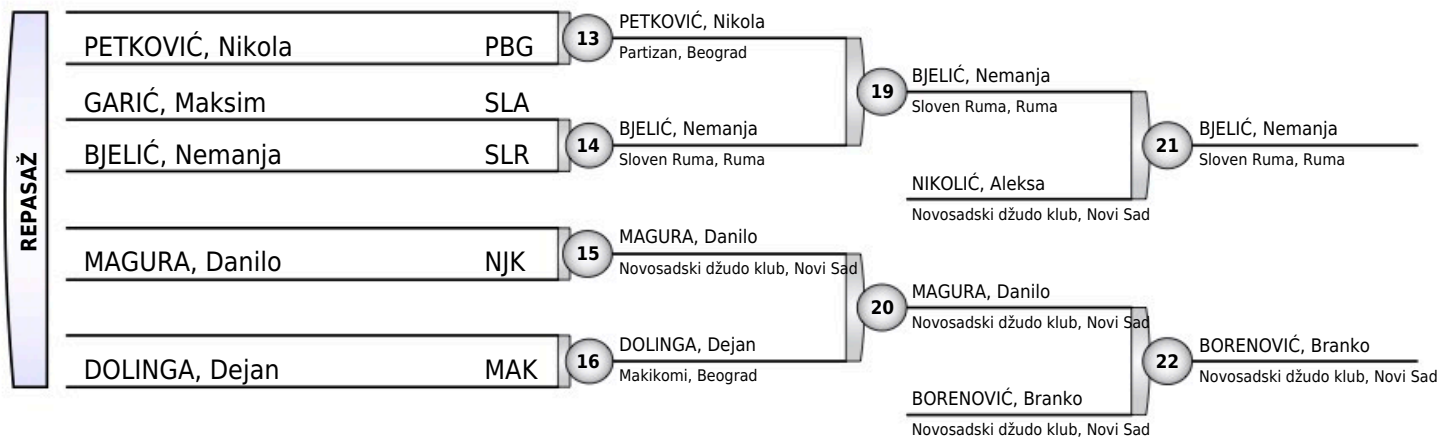 REPASAŽ
PETKOVIĆ, Nikola PBG
GARIĆ, Maksim SLA
BJELIĆ, Nemanja SLR
MAGURA, Danilo NJK
DOLINGA, Dejan MAK
13
PETKOVIĆ, Nikola
Partizan, Beograd
14
BJELIĆ, Nemanja
Sloven Ruma, Ruma
15
MAGURA, Danilo
Novosadski džudo klub, Novi Sad
16
DOLINGA, Dejan
Makikomi, Beograd
19
BJELIĆ, Nemanja
Sloven Ruma, Ruma
NIKOLIĆ, Aleksa
Novosadski džudo klub, Novi Sad
20
MAGURA, Danilo
Novosadski džudo klub, Novi Sad
BORENOVIĆ, Branko
Novosadski džudo klub, Novi Sad
21
BJELIĆ, Nemanja
Sloven Ruma, Ruma
22
BORENOVIĆ, Branko
Novosadski džudo klub, Novi Sad